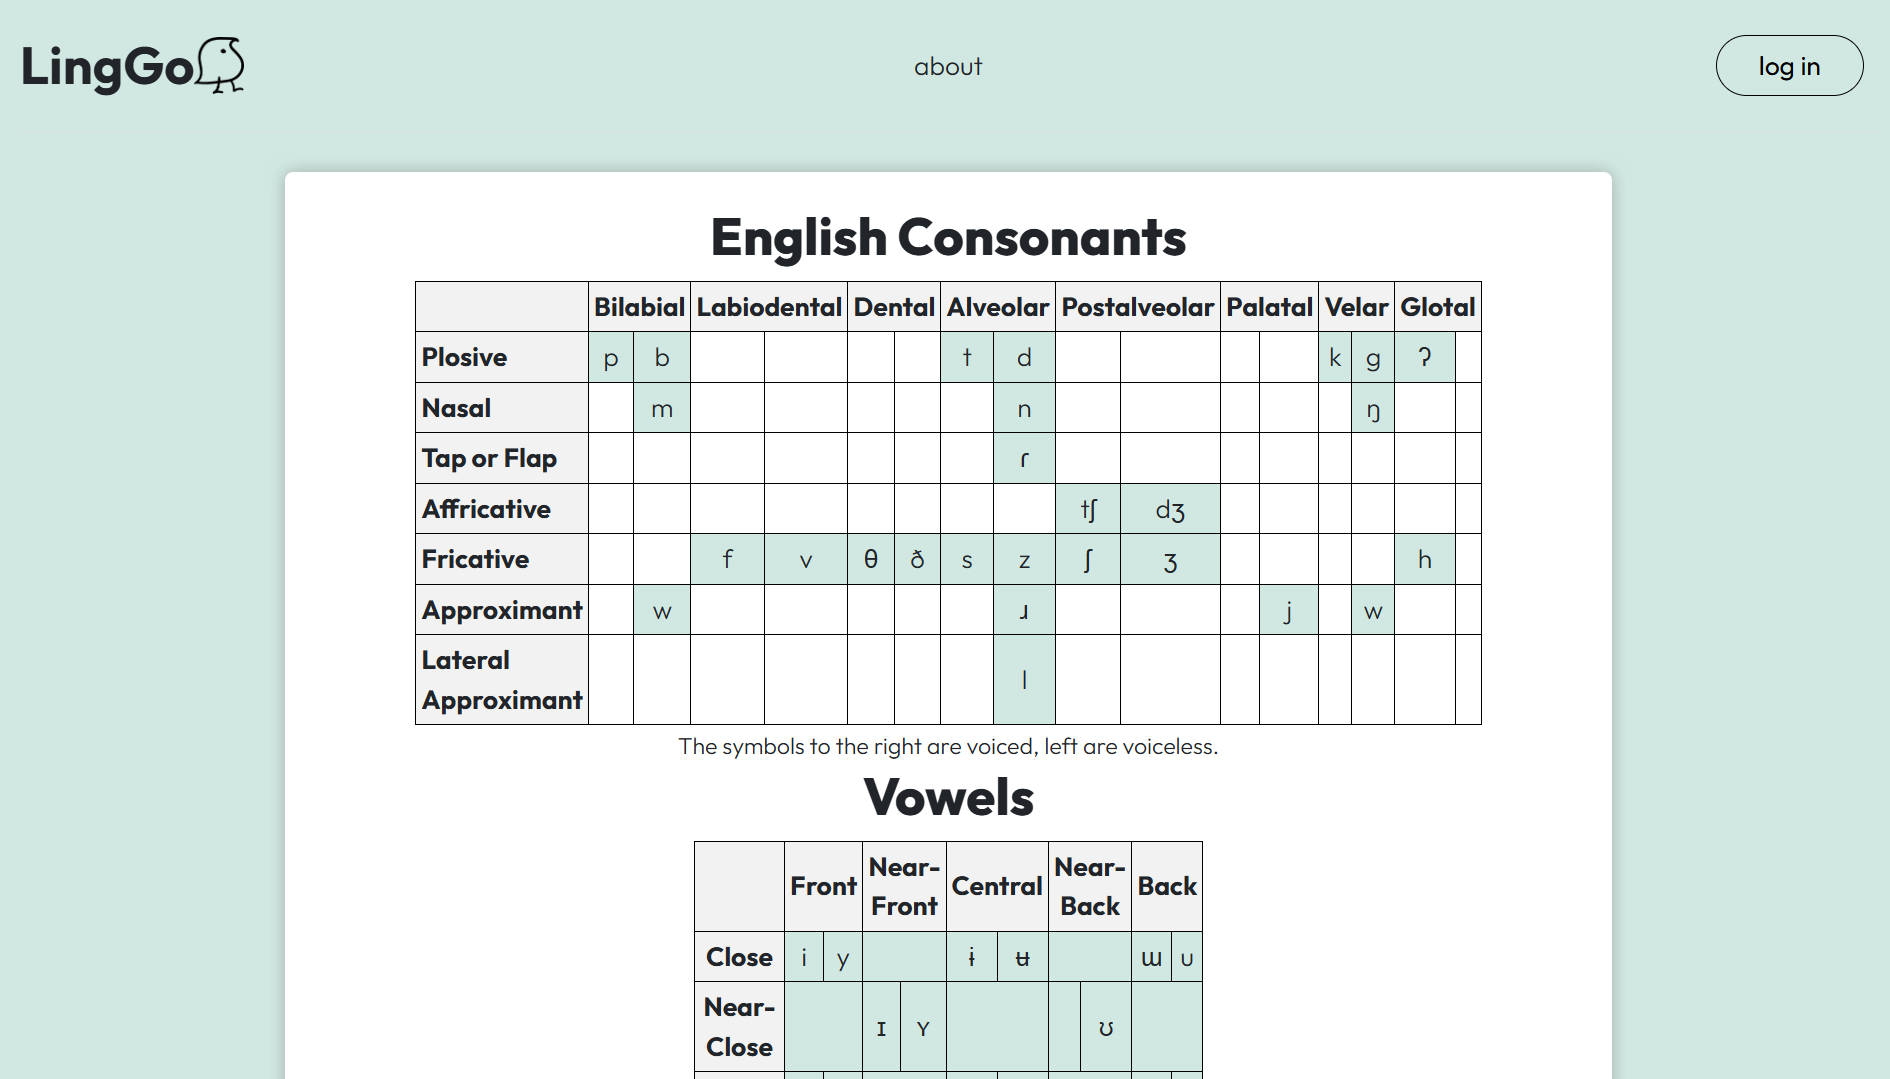 LingGo
about
log in
English Consonants
Bilabial Labiodental Dental Alveolar Postalveolar Palatal Velar Glotal
Plosive p b t d k g ʔ
Nasal m n ŋ
Tap or Flap ɾ
Affricative tʃ dʒ
Fricative f v θ ð s z ʃ ʒ h
Approximant w ɹ j w
Lateral
Approximant l
The symbols to the right are voiced, left are voiceless.
Vowels
Front Near-Front Central Near-Back Back
Close i y ɨ ʉ ɯ u
Near-Close ɪ ʏ ʊ